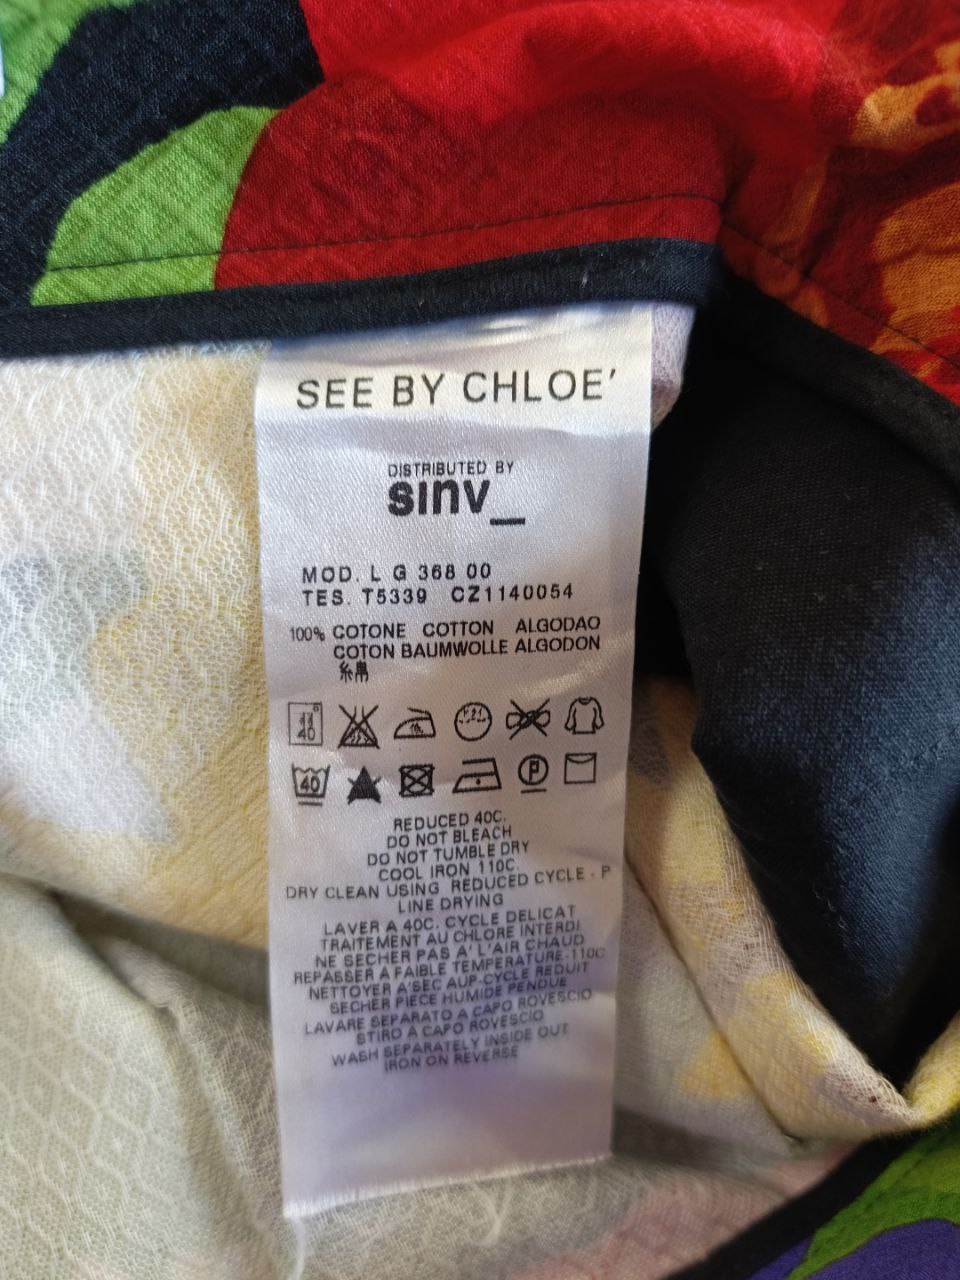 SEE BY CHLOE'
DISTRIBUTED BY
sinv_
MOD. L G 368 00
TES. T5339 CZ1140054
100% COTONE COTTON ALGODAO
COTON BAUMWOLLE ALGODON
40
40 P
REDUCED 40C.
DO NOT BLEACH
DO NOT TUMBLE DRY
COOL IRON 110C.
DRY CLEAN USING REDUCED CYCLE - P
LINE DRYING
LAVER A 40C. CYCLE DELICAT
TRAITEMENT AU CHLORE INTERDI
NE SECHER PAS A' L'AIR CHAUD
REPASSER A FAIBLE TEMPERATURE-110C
NETTOYER A'SEC AUP-CYCLE REDUIT
SECHER PIECE HUMIDE PENDUE
LAVARE SEPARATO A CAPO ROVESCIO
STIRO A CAPO ROVESCIO
WASH SEPARATELY INSIDE OUT
IRON ON REVERSE